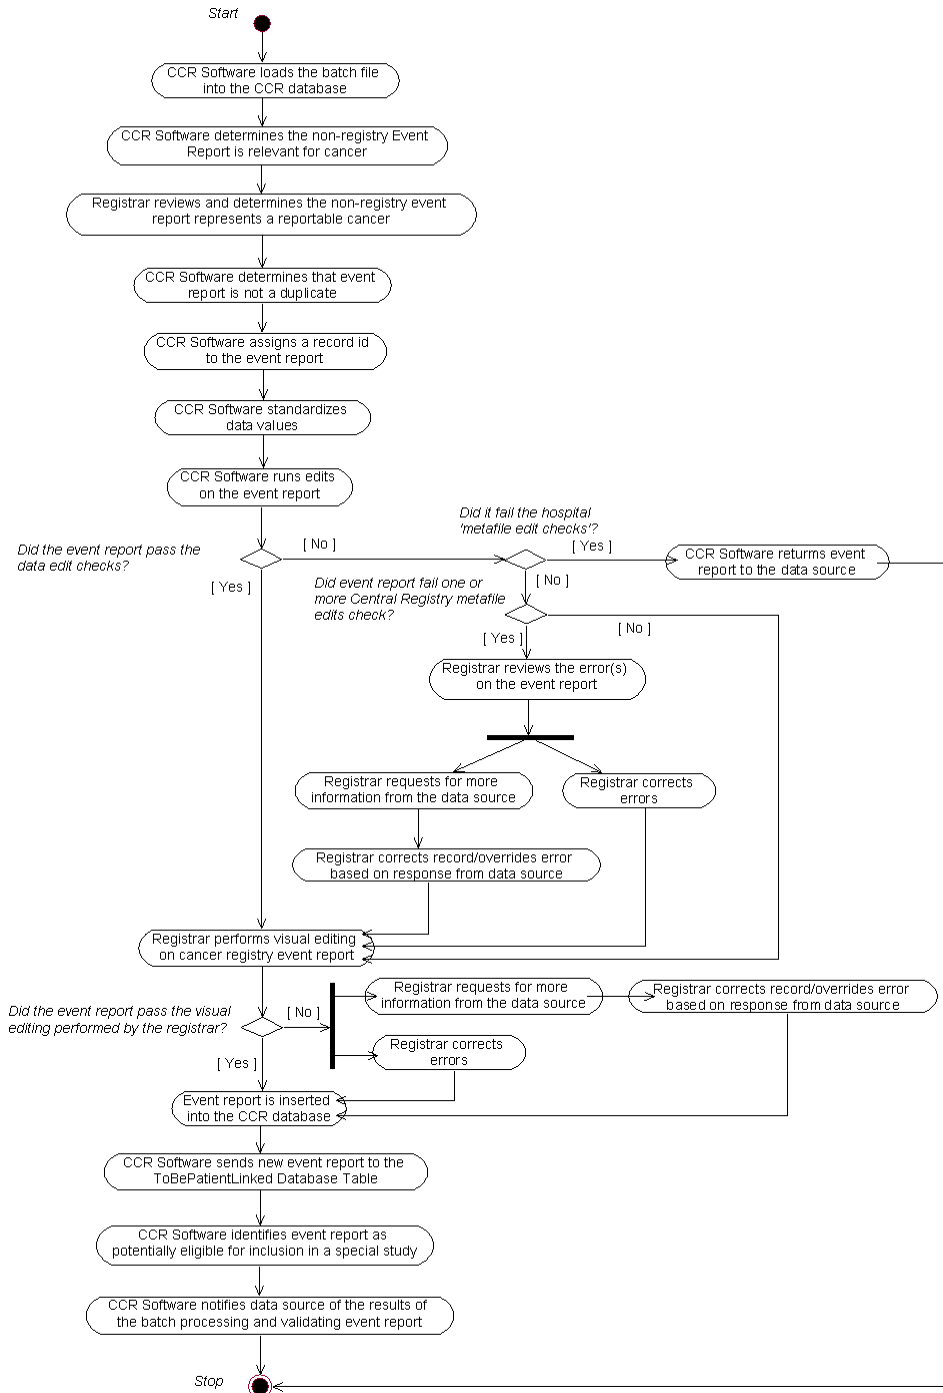 Start
CCR Software loads the batch file
into the CCR database
CCR Software determines the non-registry Event
Report is relevant for cancer
Registrar reviews and determines the non-registry event
report represents a reportable cancer
CCR Software determines that event
report is not a duplicate
CCR Software assigns a record id
to the event report
CCR Software standardizes
data values
CCR Software runs edits
on the event report
Did the event report pass the
data edit checks?
[ No ]
[ Yes ]
Did it fail the hospital
'metafile edit checks'?
[ Yes ]
[ No ]
CCR Software returms event
report to the data source
Did event report fail one or
more Central Registry metafile
edits check?
[ No ]
[ Yes ]
Registrar reviews the error(s)
on the event report
Registrar requests for more
information from the data source
Registrar corrects
errors
Registrar corrects record/overrides error
based on response from data source
Registrar performs visual editing
on cancer registry event report
Did the event report pass the visual
editing performed by the registrar?
[ No ]
[ Yes ]
Registrar requests for more
information from the data source
Registrar corrects record/overrides error
based on response from data source
Registrar corrects
errors
Event report is inserted
into the CCR database
CCR Software sends new event report to the
ToBePatientLinked Database Table
CCR Software identifies event report as
potentially eligible for inclusion in a special study
CCR Software notifies data source of the results of
the batch processing and validating event report
Stop